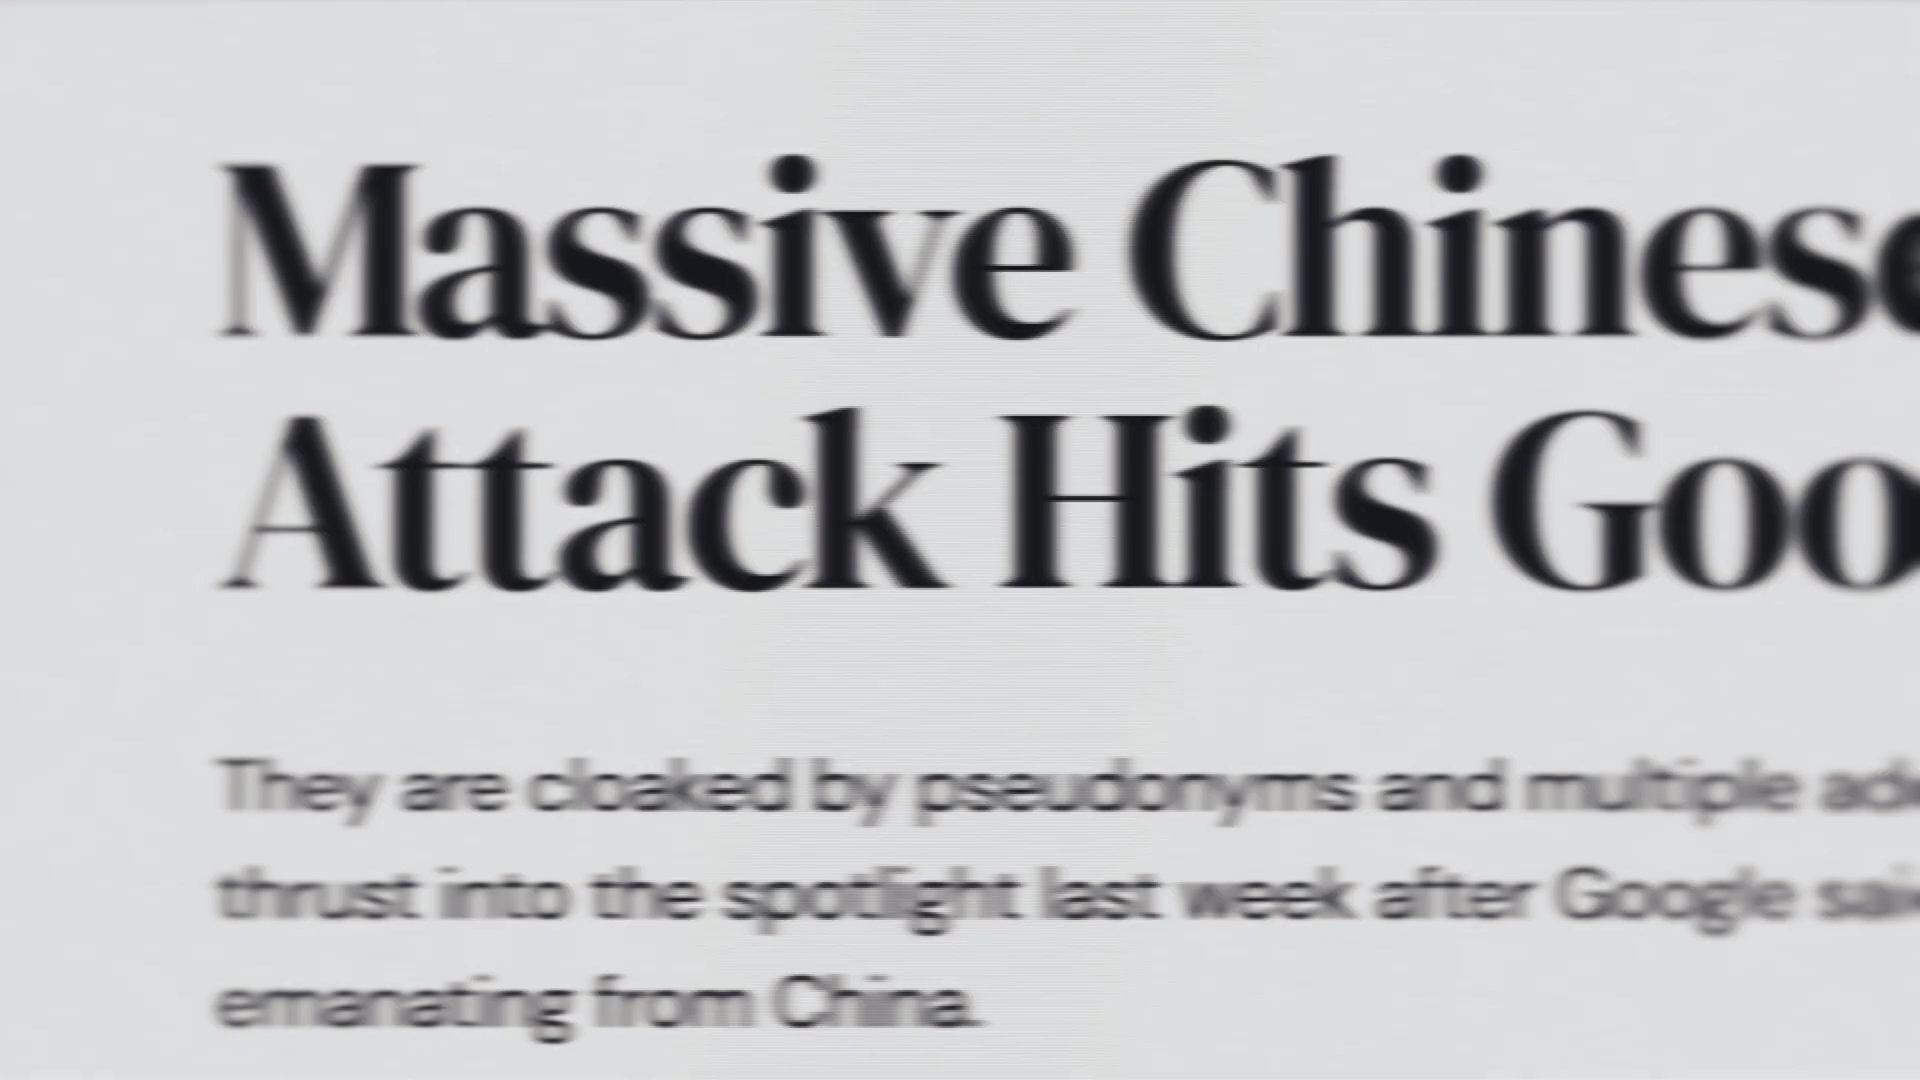 Massive Chinese
Attack Hits Goo
They are cloaked by pseudonyms and multiple
thrust into the spotlight last week after Google
emanating from China.